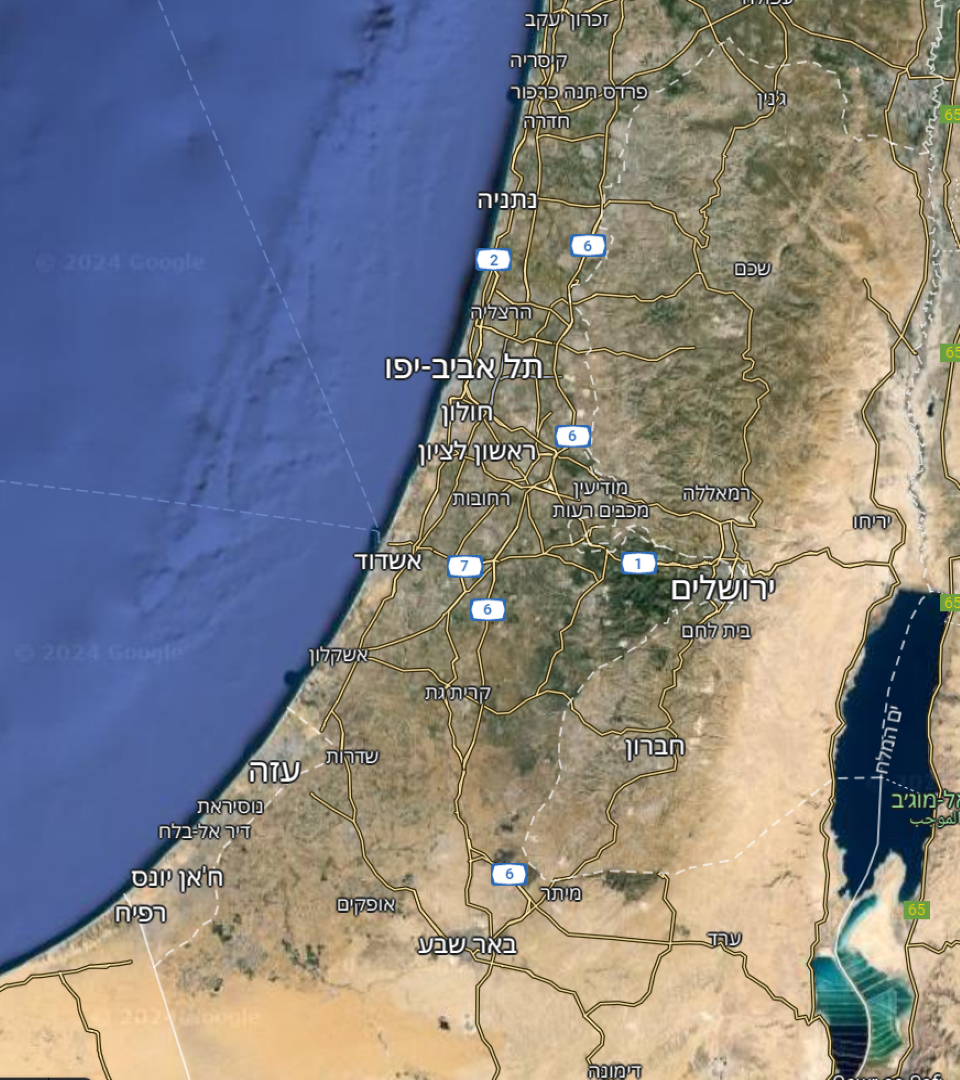 עפולה
זכרון יעקב
קיסריה
פרדס חנה כרכור
ג'נין
חדרה
65
נתניה
6
2
© 2024 Google
שכם
הרצליה
65
תל אביב-יפו
חולון
6
ראשון לציון
מודיעין
מכבים רעות
רחובות
רמאללה
יריחו
אשדוד
7
1
ירושלים
6
65
בית לחם
© 2024 Google
אשקלון
קרית גת
ים המלח
חברון
שדרות
עזה
נוסיראת
אל-מוג'ב
الموجب
דיר אל-בלח
6
ח'אן יונס
מיתר
אופקים
רפיח
65
ערד
באר שבע
Google
דימונה